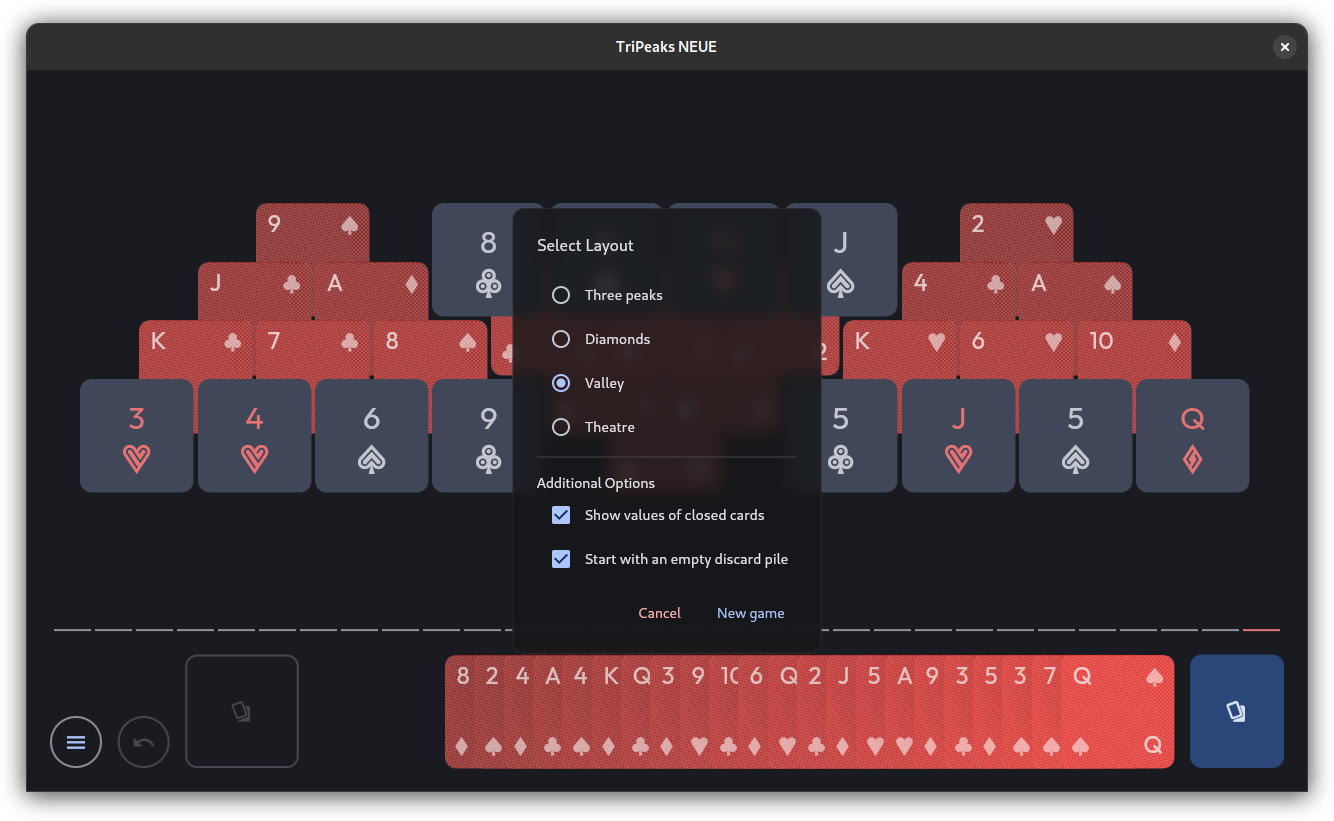 TriPeaks NEUE
9 2
8 J
J A 4 A
K 7 8 2 K 6 10
3 4 6 9 5 J 5 Q
Select Layout
Three peaks
Diamonds
Valley
Theatre
Additional Options
Show values of closed cards
Start with an empty discard pile
Cancel New game
8 2 4 A 4 K Q 3 9 10 6 Q 2 J 5 A 9 3 5 3 7 Q
Q